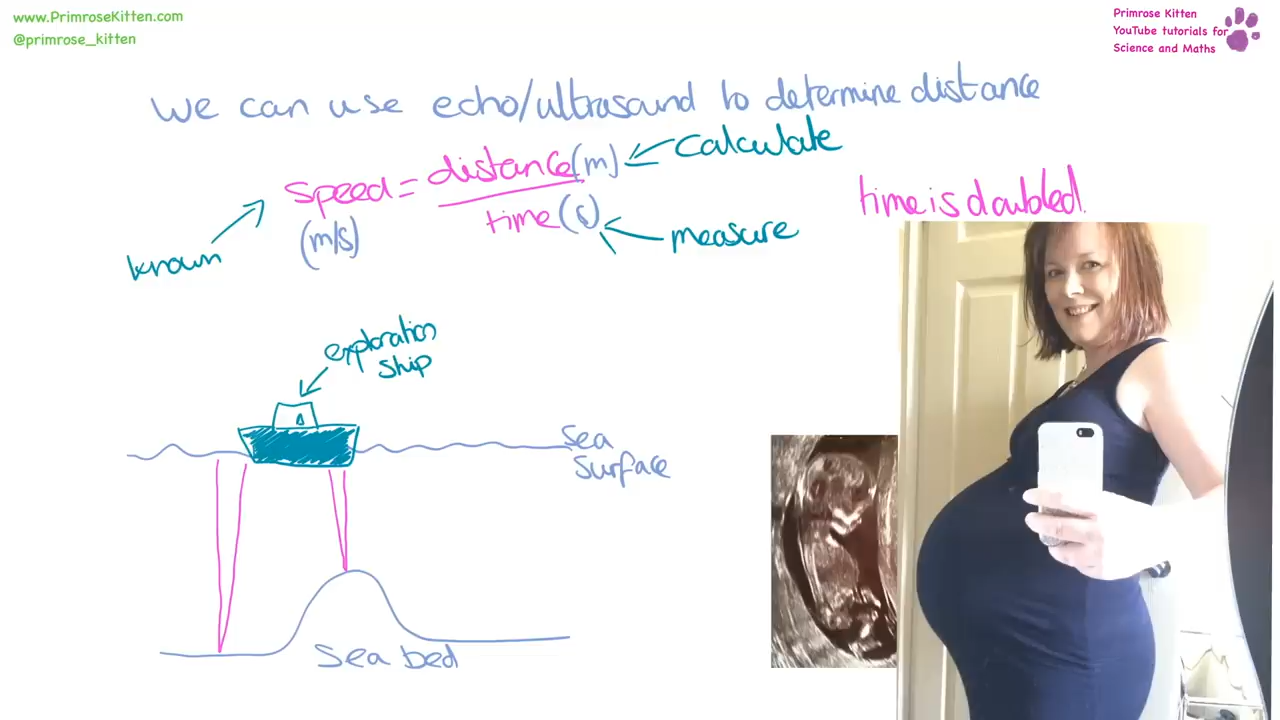 www.PrimroseKitten.com
@primrose_kitten
Primrose Kitten
YouTube tutorials for
Science and Maths
We can use echo/ultrasound to determine distance
calculate
speed = distance (m)
time (s)
(m/s)
known
measure
time is doubled.
exploration
ship
sea
surface
Sea bed